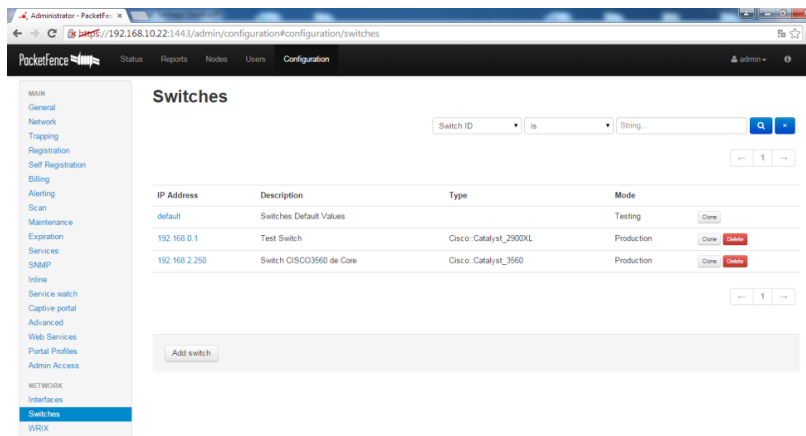 Administrator - PacketFen
https://192.168.10.22:1443/admin/configuration#configuration/switches
PacketFence Status Reports Nodes Users Configuration admin
MAIN
General
Network
Trapping
Registration
Self Registration
Billing
Alerting
Scan
Maintenance
Expiration
Services
SNMP
Inline
Service watch
Captive portal
Advanced
Web Services
Portal Profiles
Admin Access
NETWORK
Interfaces
Switches
WRIX
Switches
Switch ID is String...
← 1 →
IP Address Description Type Mode
default Switches Default Values Testing Clone
192.168.0.1 Test Switch Cisco::Catalyst_2900XL Production Clone Delete
192.168.2.250 Switch CISCO3560 de Core Cisco::Catalyst_3560 Production Clone Delete
← 1 →
Add switch